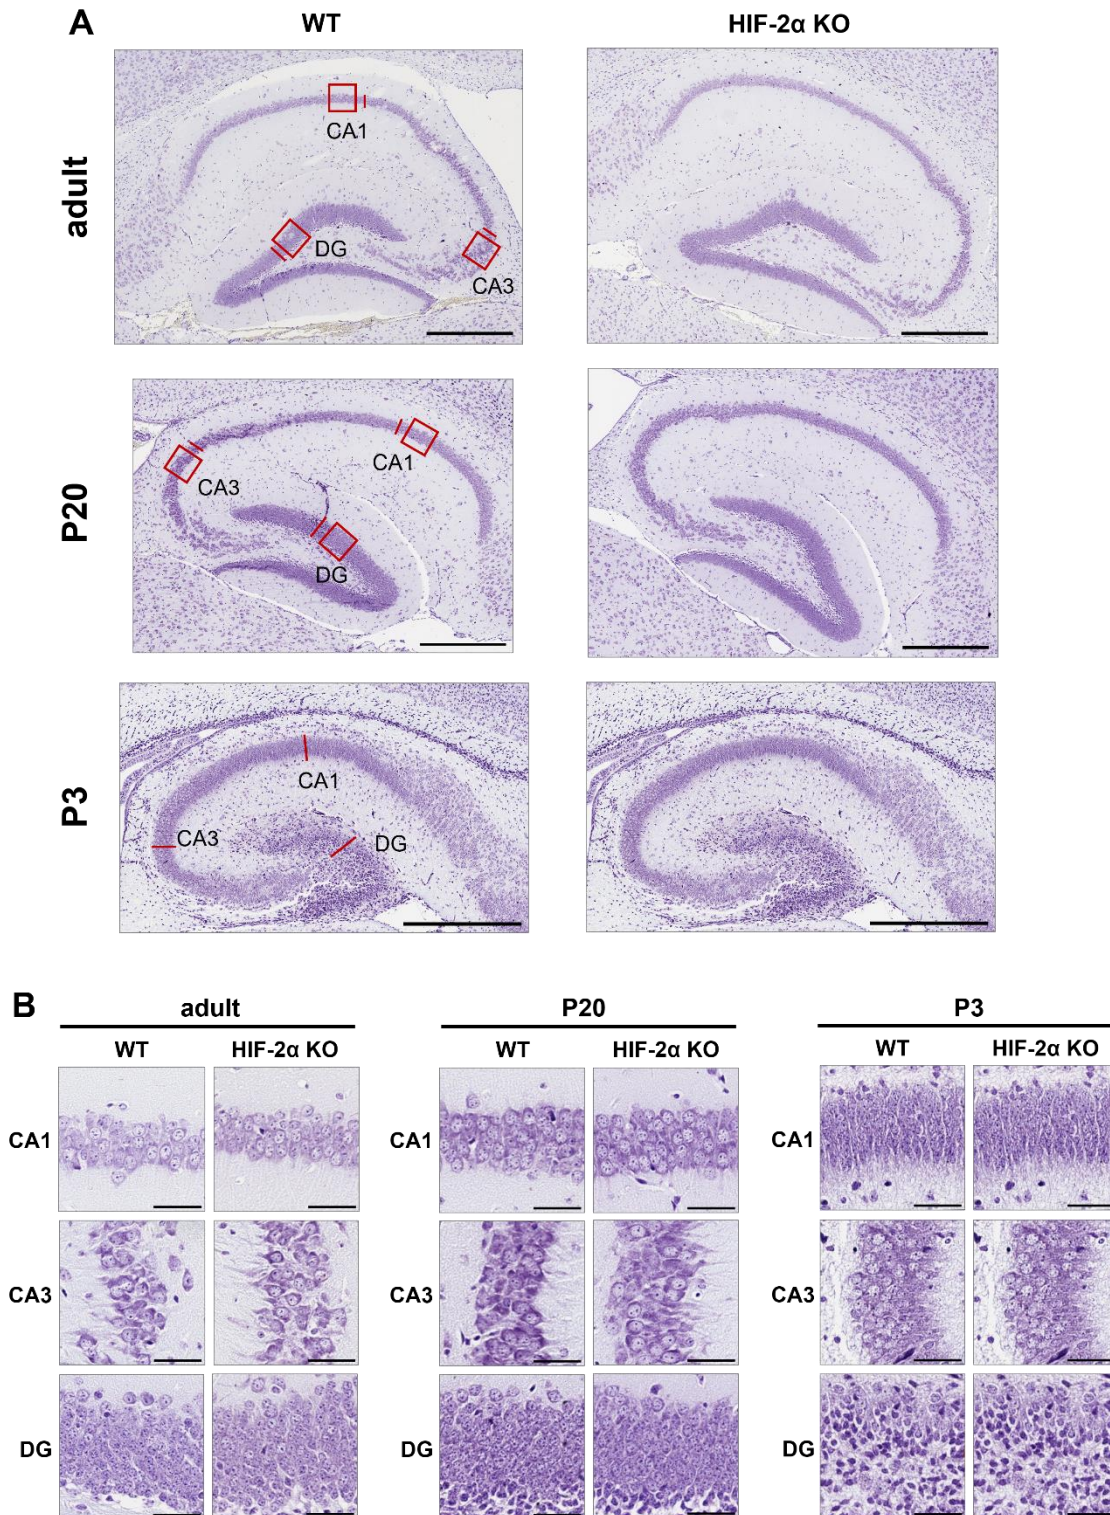 A
WT HIF-2α KO
adult
CA1
DG
CA3
P20
CA1
CA3
DG
P3
CA1
CA3
DG
B
adult P20 P3
WT HIF-2α KO WT HIF-2α KO WT HIF-2α KO
CA1 CA1 CA1
CA3 CA3 CA3
DG DG DG